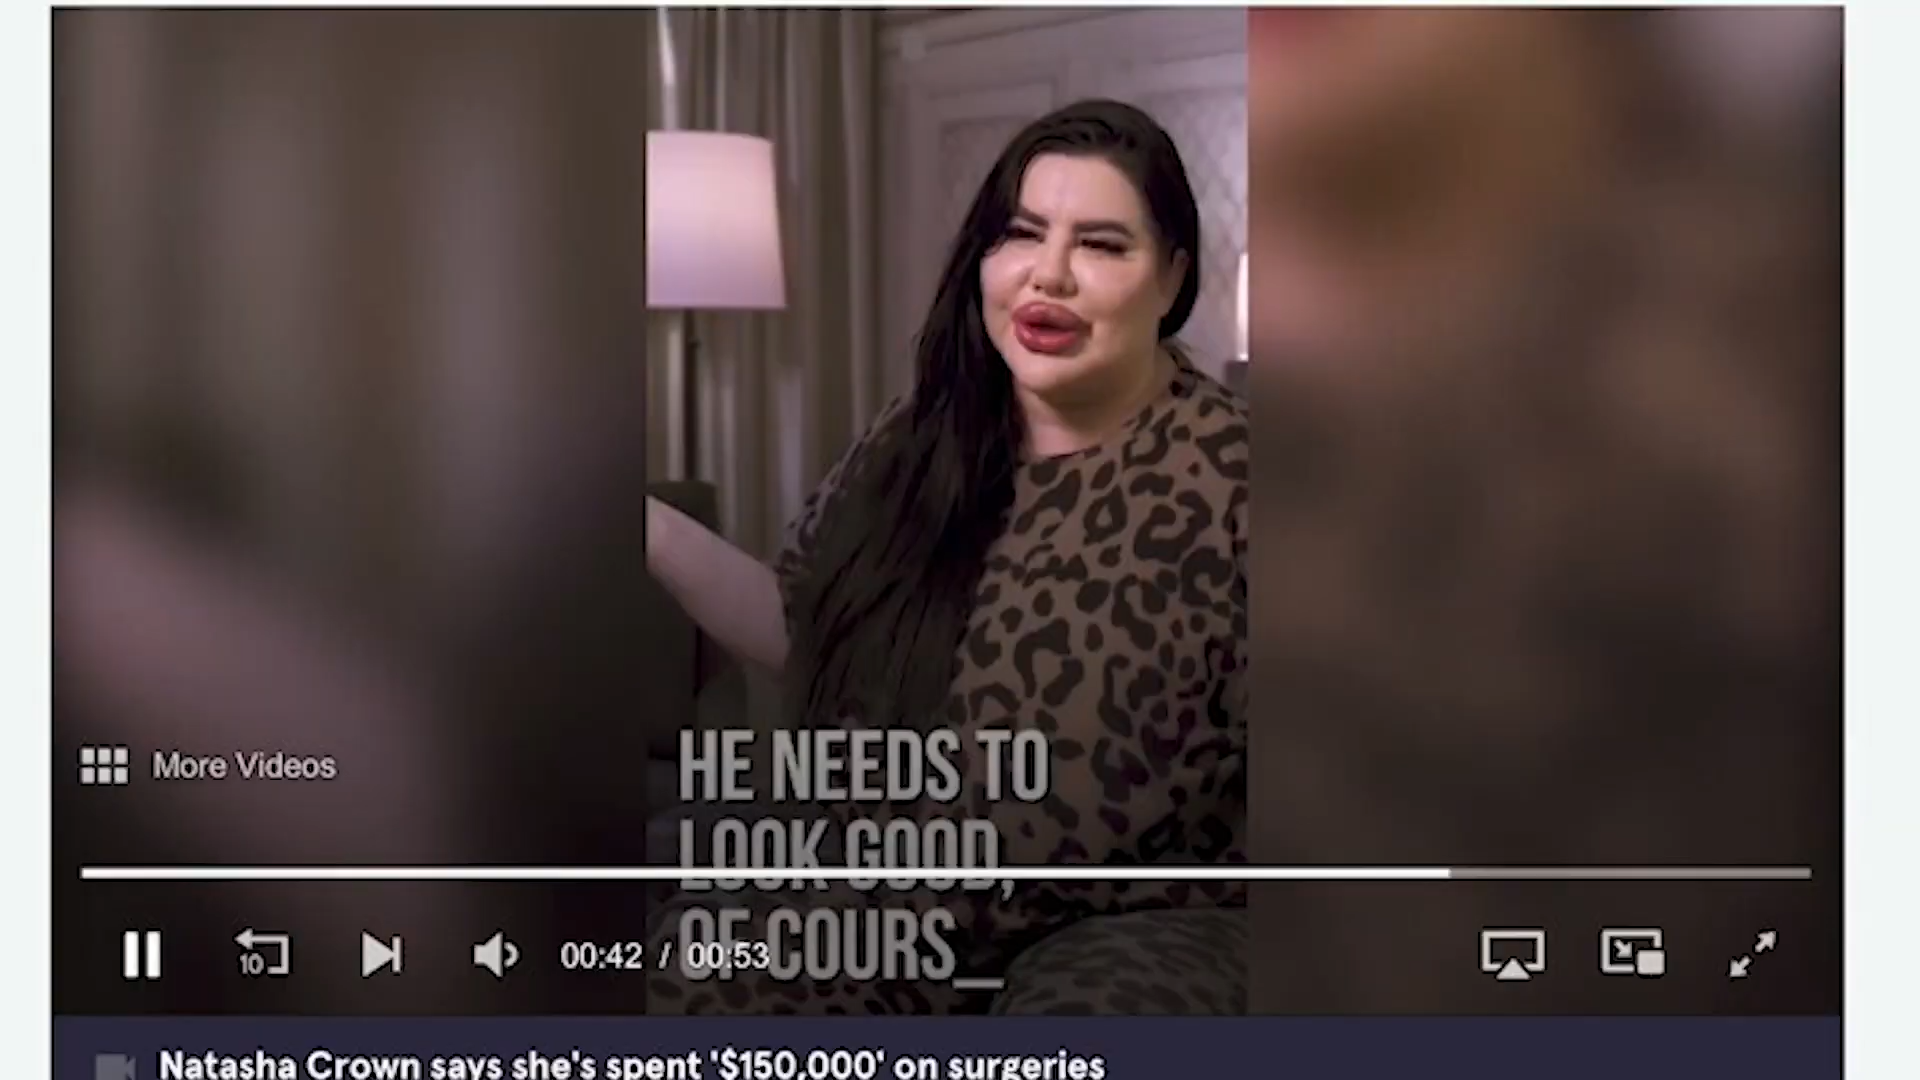 HE NEEDS TO
LOOK GOOD,
OF COURS_
More Videos
10
00:42 / 00:53
Natasha Crown says she's spent '$150,000' on surgeries